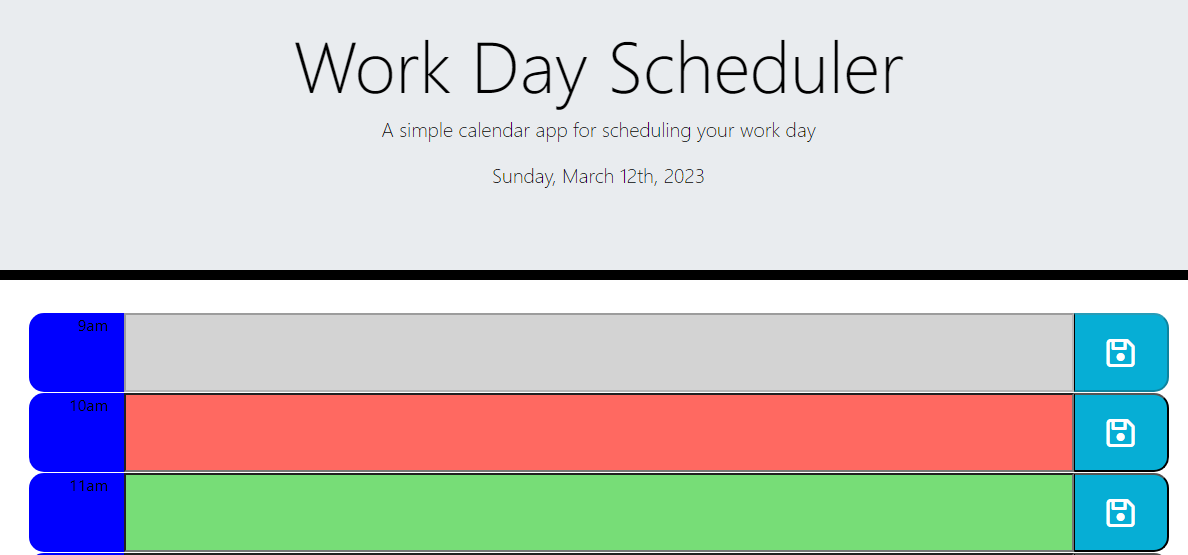 Work Day Scheduler
A simple calendar app for scheduling your work day
Sunday, March 12th, 2023
9am
10am
11am